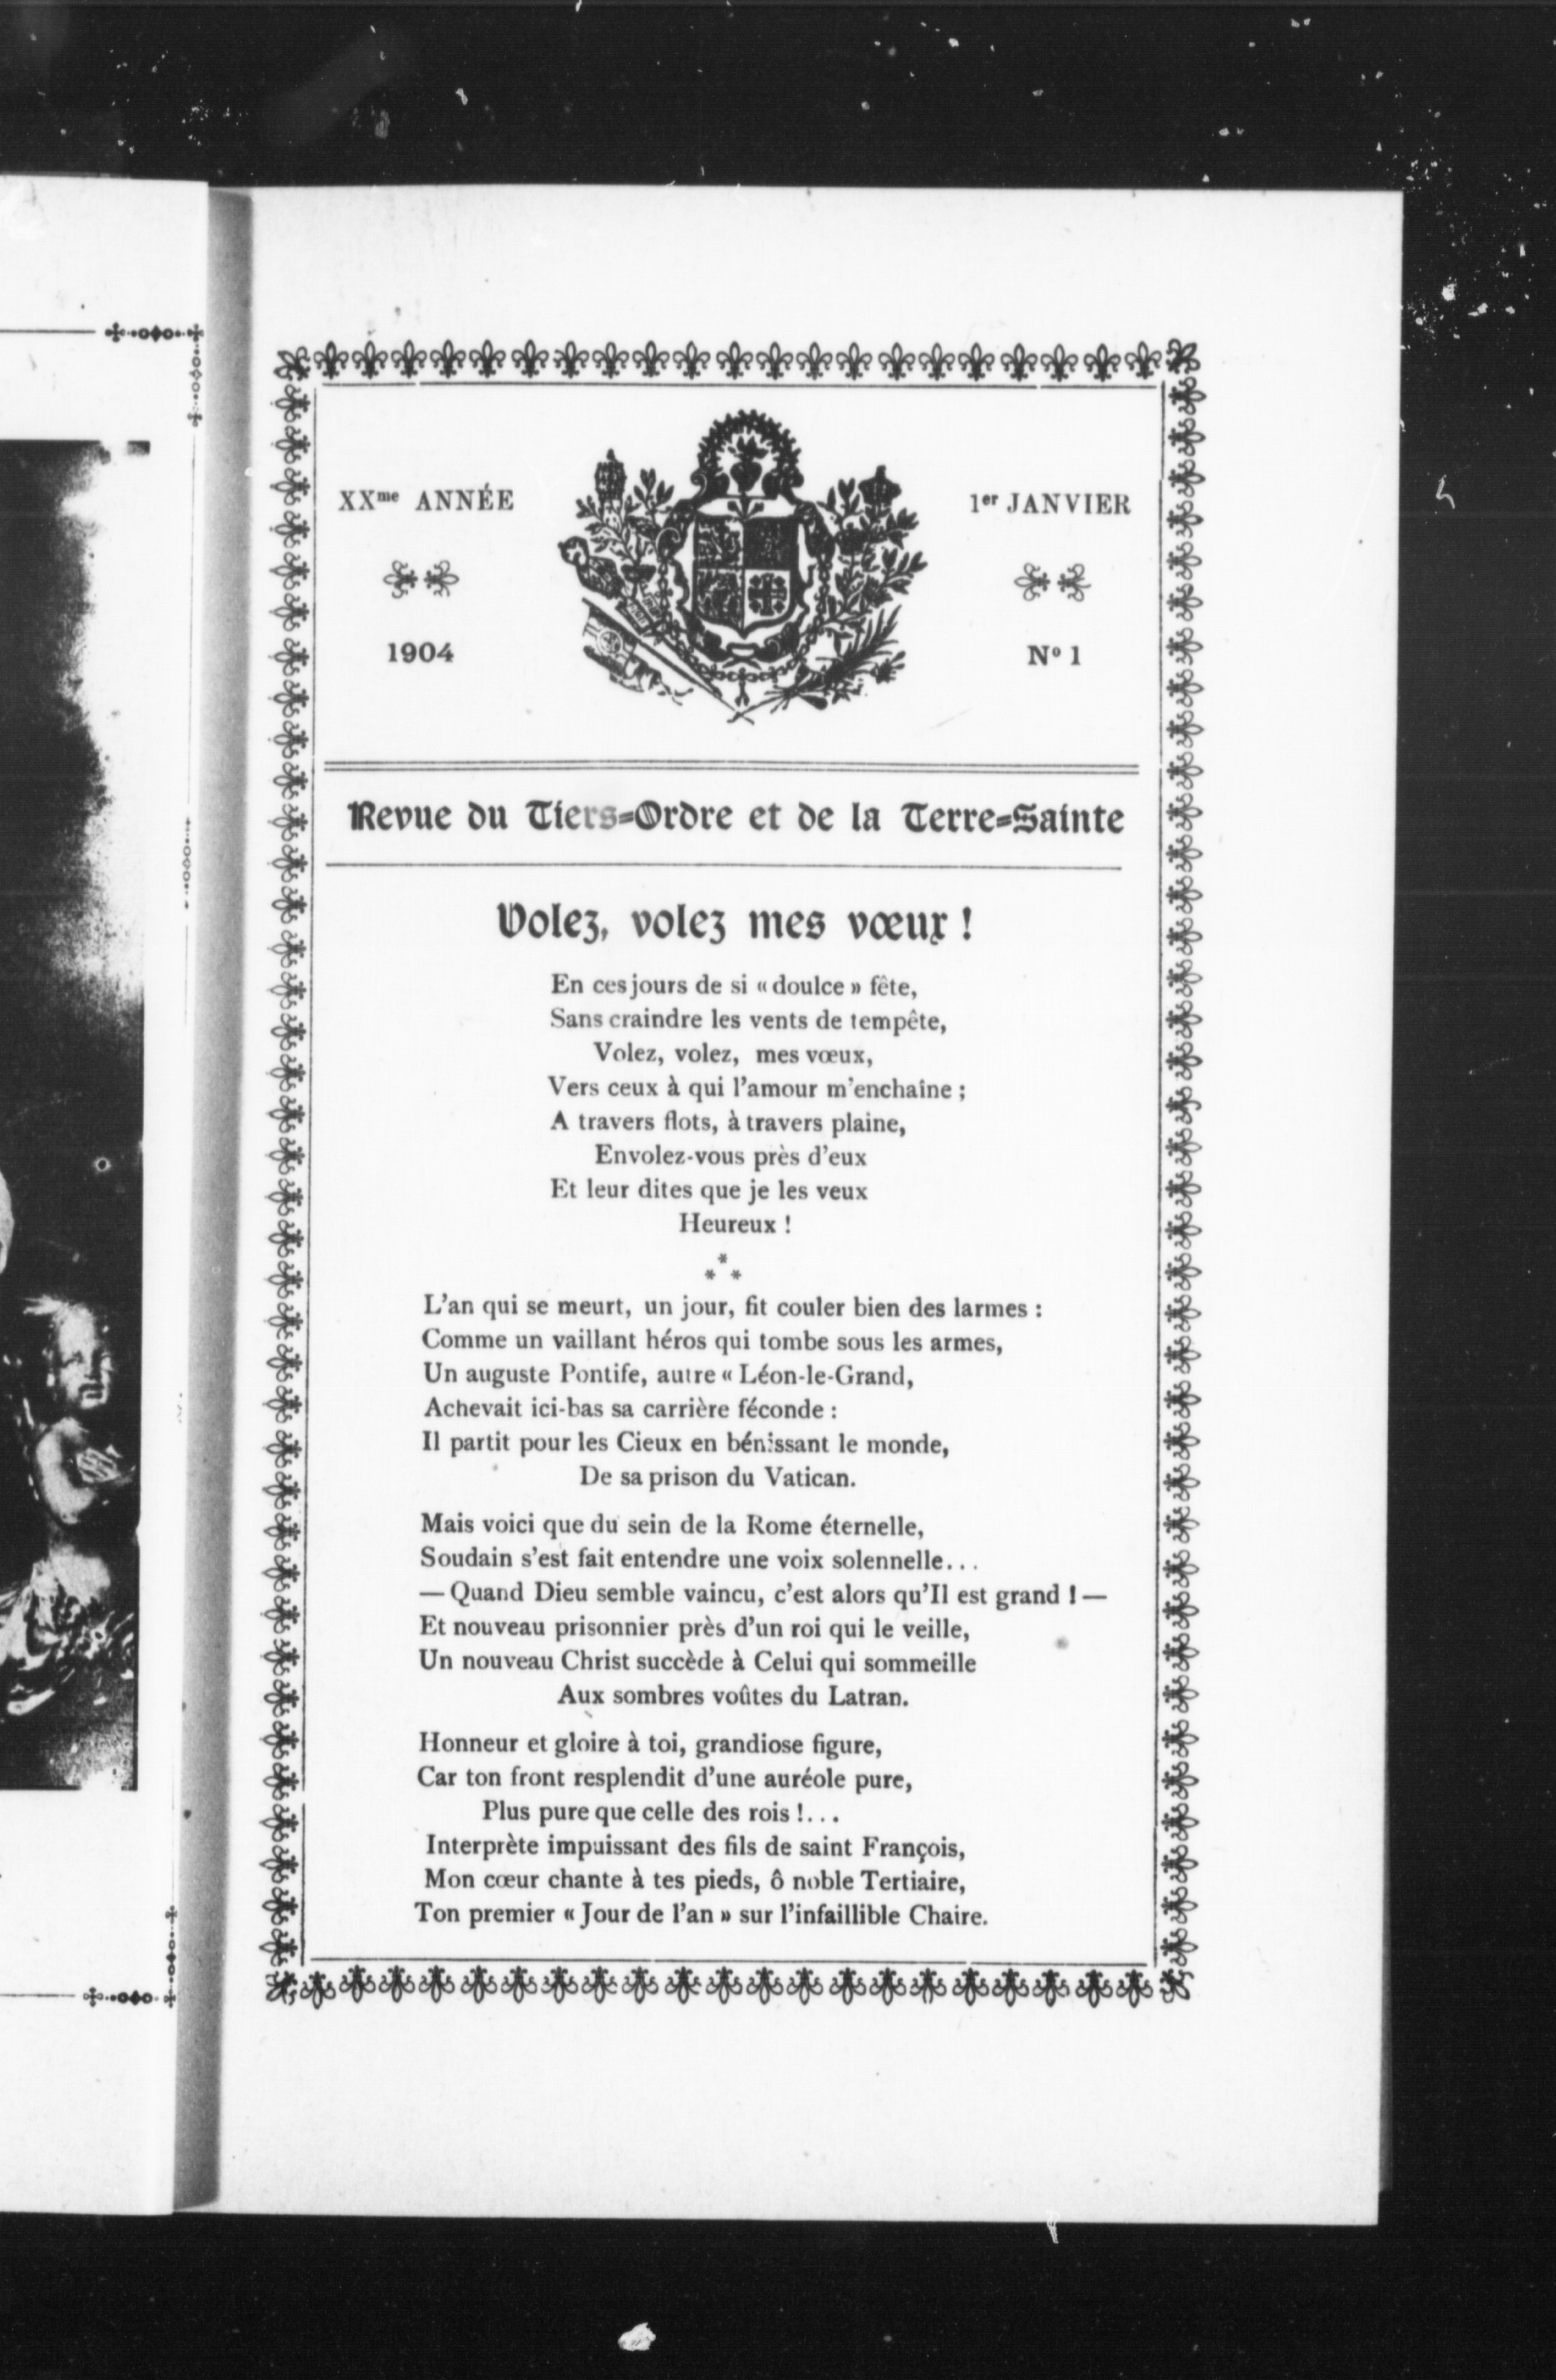 XXme ANNÉE
1er JANVIER
1904
No 1
Revue du Tiers-Ordre et de la Terre-Sainte
Volez, volez mes vœux !
En ces jours de si « doulce » fête,
Sans craindre les vents de tempête,
Volez, volez, mes vœux,
Vers ceux à qui l'amour m'enchaîne ;
A travers flots, à travers plaine,
Envolez-vous près d'eux
Et leur dites que je les veux
Heureux !
* * *
L'an qui se meurt, un jour, fit couler bien des larmes :
Comme un vaillant héros qui tombe sous les armes,
Un auguste Pontife, autre « Léon-le-Grand,
Achevait ici-bas sa carrière féconde :
Il partit pour les Cieux en bénissant le monde,
De sa prison du Vatican.
Mais voici que du sein de la Rome éternelle,
Soudain s'est fait entendre une voix solennelle...
— Quand Dieu semble vaincu, c'est alors qu'Il est grand ! —
Et nouveau prisonnier près d'un roi qui le veille,
Un nouveau Christ succède à Celui qui sommeille
Aux sombres voûtes du Latran.
Honneur et gloire à toi, grandiose figure,
Car ton front resplendit d'une auréole pure,
Plus pure que celle des rois !...
Interprète impuissant des fils de saint François,
Mon cœur chante à tes pieds, ô noble Tertiaire,
Ton premier « Jour de l'an » sur l'infaillible Chaire.